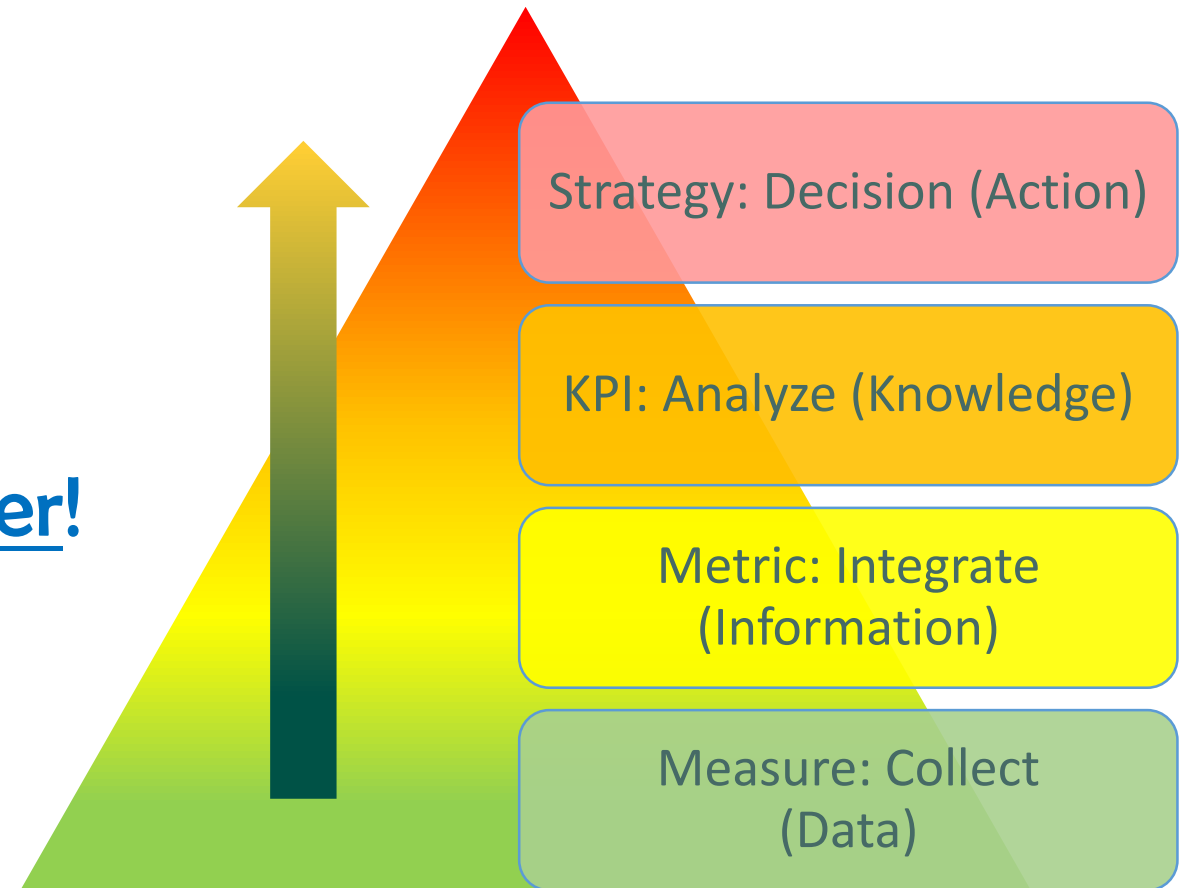 Strategy: Decision (Action)
KPI: Analyze (Knowledge)
er!
Metric: Integrate
(Information)
Measure: Collect
(Data)